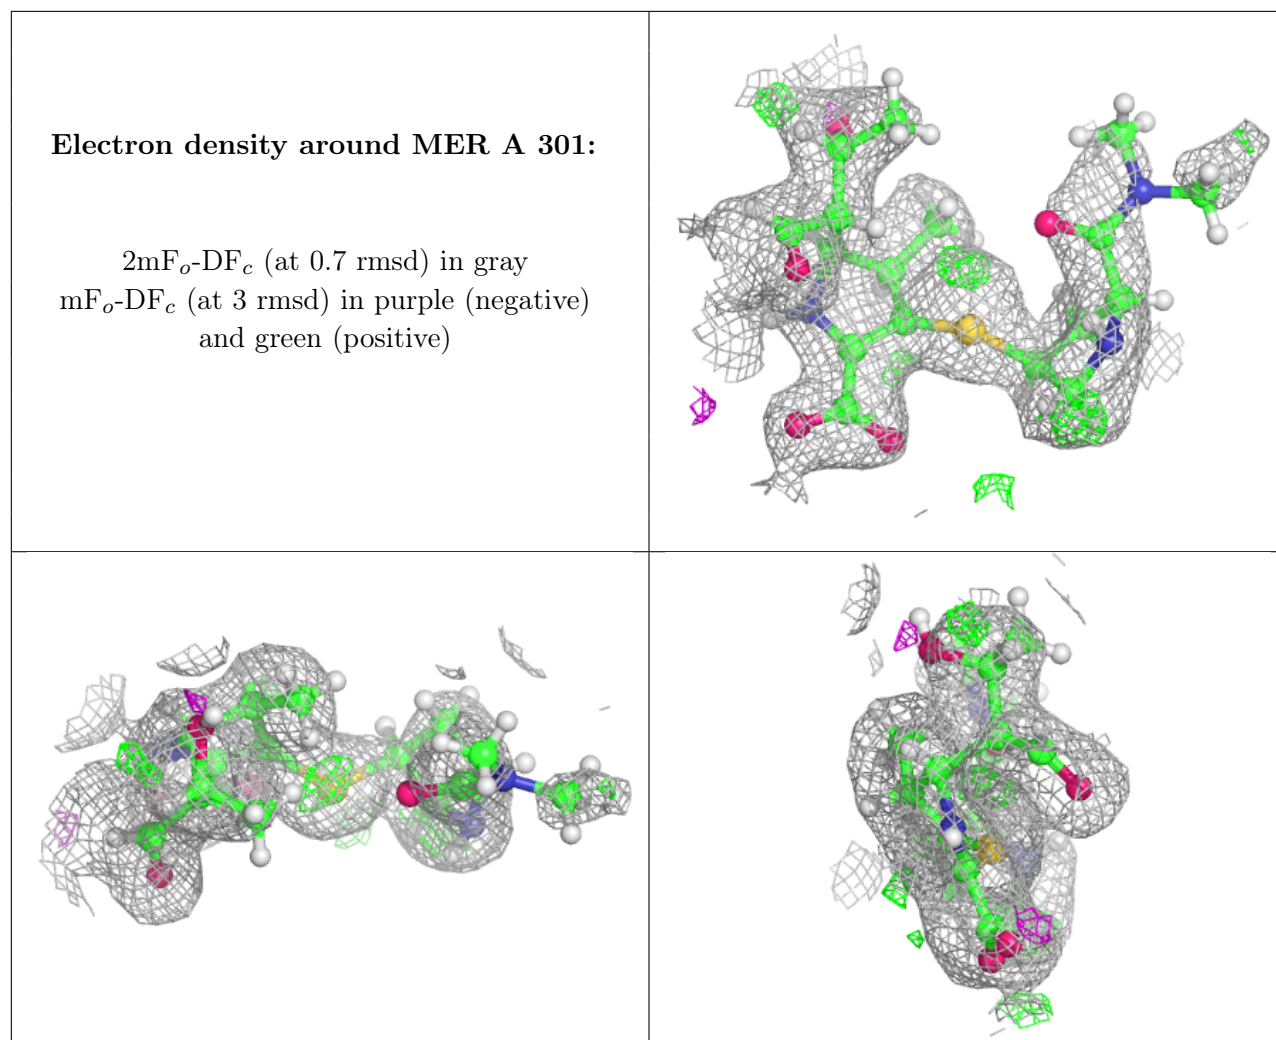 Electron density around MER A 301:
2mFo-DFc (at 0.7 rmsd) in gray
mFo-DFc (at 3 rmsd) in purple (negative)
and green (positive)